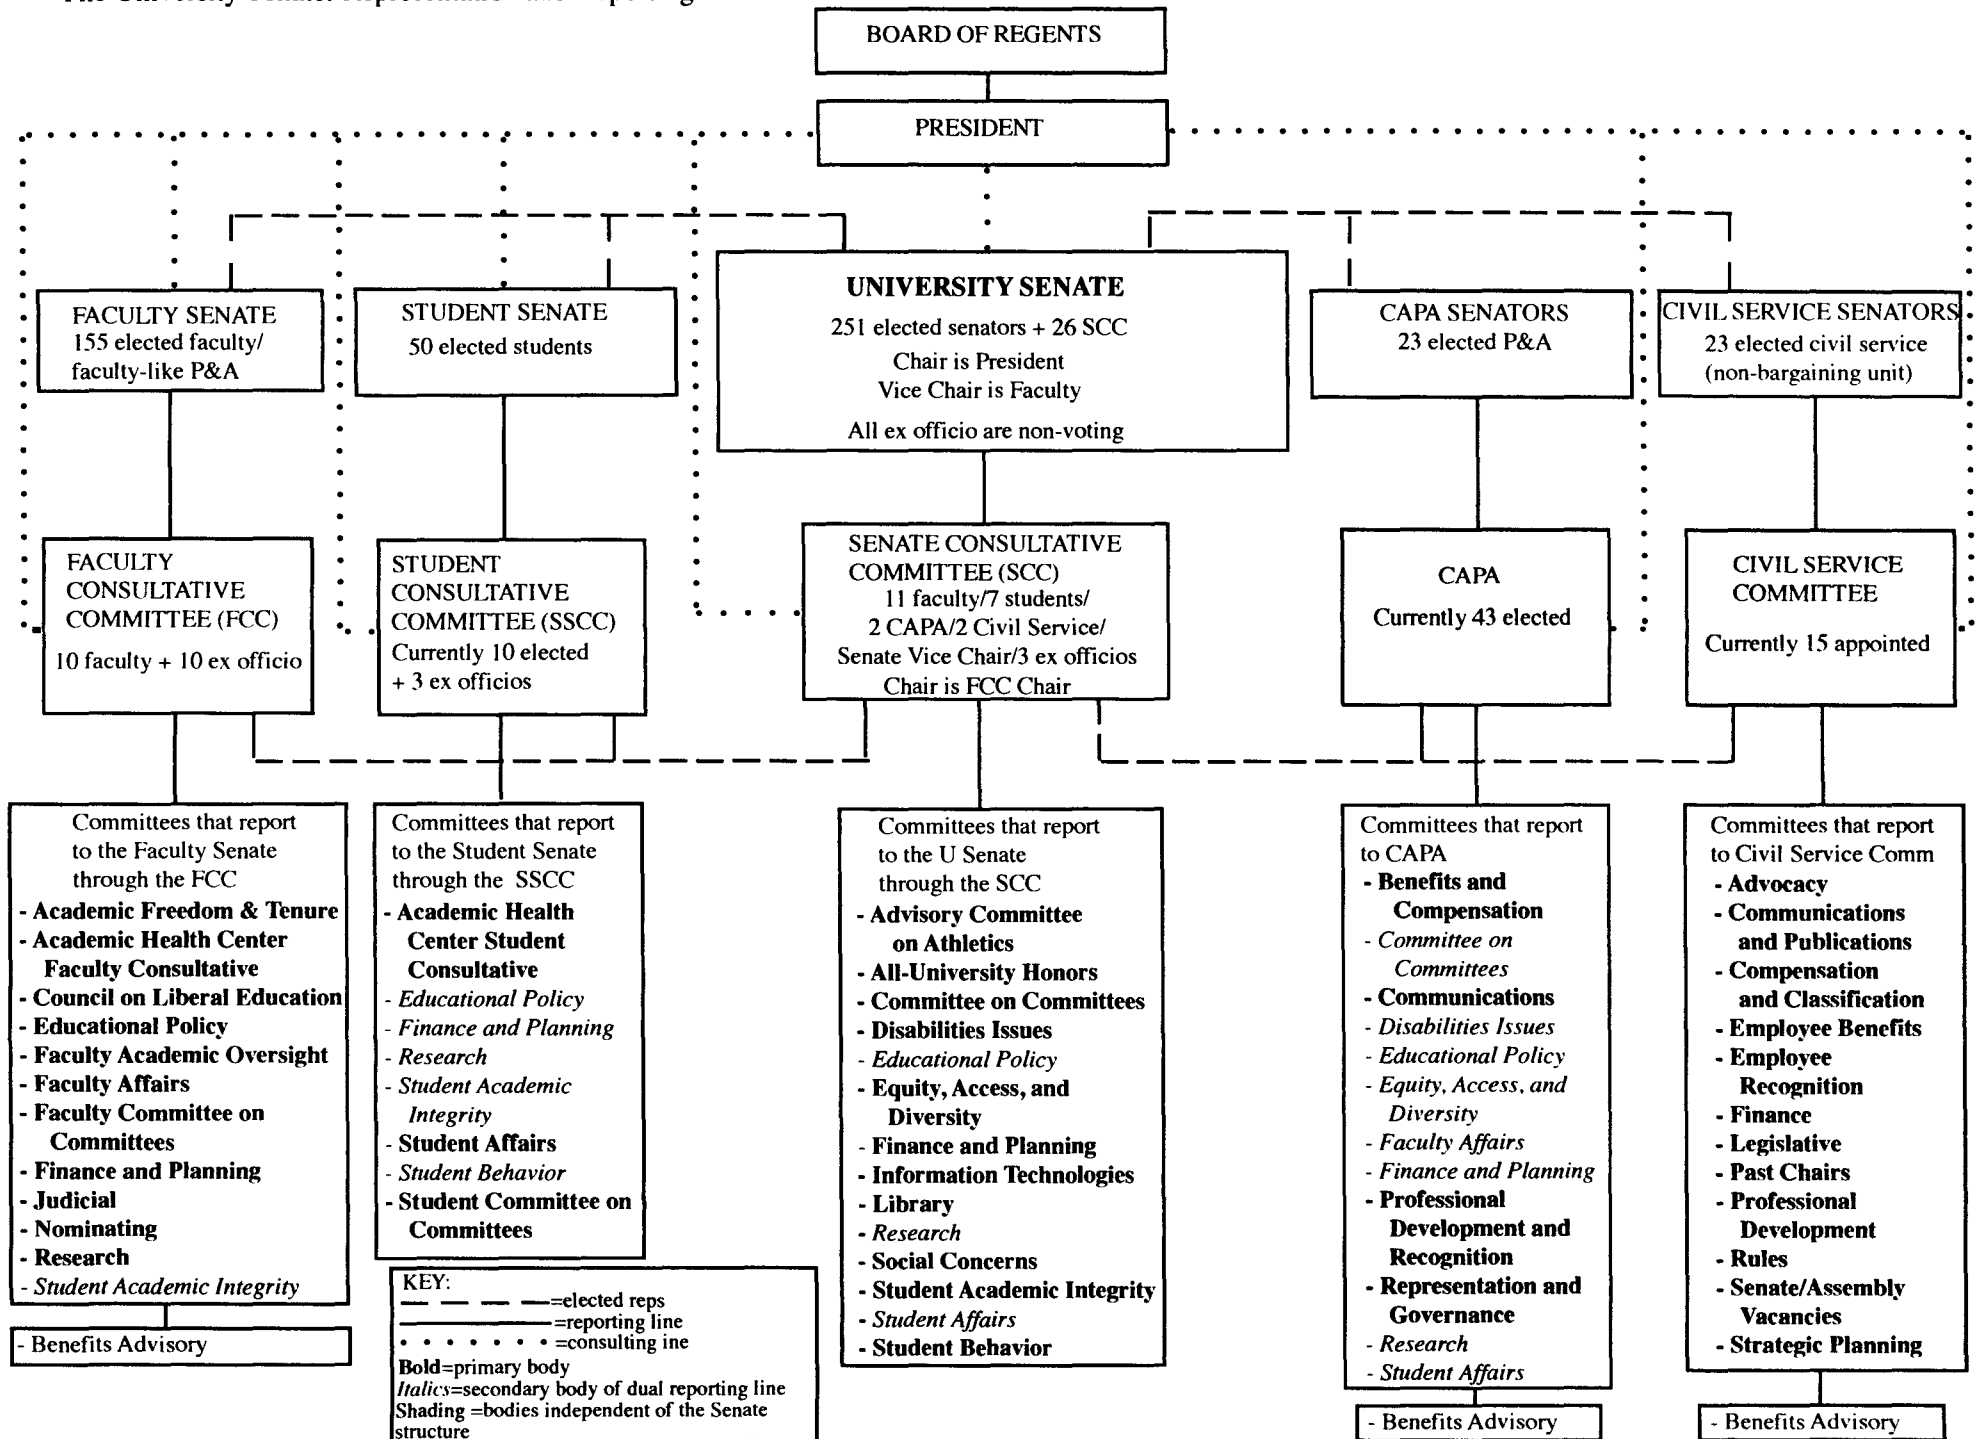 BOARD OF REGENTS
PRESIDENT
FACULTY SENATE
155 elected faculty/
faculty-like P&A
STUDENT SENATE
50 elected students
UNIVERSITY SENATE
251 elected senators + 26 SCC
Chair is President
Vice Chair is Faculty
All ex officio are non-voting
CAPA SENATORS
23 elected P&A
CIVIL SERVICE SENATORS
23 elected civil service
(non-bargaining unit)
FACULTY
CONSULTATIVE
COMMITTEE (FCC)
10 faculty + 10 ex officio
STUDENT
CONSULTATIVE
COMMITTEE (SSCC)
Currently 10 elected
+ 3 ex officios
SENATE CONSULTATIVE
COMMITTEE (SCC)
11 faculty/7 students/
2 CAPA/2 Civil Service/
Senate Vice Chair/3 ex officios
Chair is FCC Chair
CAPA
Currently 43 elected
CIVIL SERVICE
COMMITTEE
Currently 15 appointed
Committees that report
to the Faculty Senate
through the FCC
- Academic Freedom & Tenure
- Academic Health Center
Faculty Consultative
- Council on Liberal Education
- Educational Policy
- Faculty Academic Oversight
- Faculty Affairs
- Faculty Committee on
Committees
- Finance and Planning
- Judicial
- Nominating
- Research
- Student Academic Integrity
- Benefits Advisory
Committees that report
to the Student Senate
through the SSCC
- Academic Health
Center Student
Consultative
- Educational Policy
- Finance and Planning
- Research
- Student Academic
Integrity
- Student Affairs
- Student Behavior
- Student Committee on
Committees
KEY:
=elected reps
=reporting line
=consulting ine
Bold=primary body
Italics=secondary body of dual reporting line
Shading =bodies independent of the Senate
structure
Committees that report
to the U Senate
through the SCC
- Advisory Committee
on Athletics
- All-University Honors
- Committee on Committees
- Disabilities Issues
- Educational Policy
- Equity, Access, and
Diversity
- Finance and Planning
- Information Technologies
- Library
- Research
- Social Concerns
- Student Academic Integrity
- Student Affairs
- Student Behavior
Committees that report
to CAPA
- Benefits and
Compensation
- Committee on
Committees
- Communications
- Disabilities Issues
- Educational Policy
- Equity, Access, and
Diversity
- Faculty Affairs
- Finance and Planning
- Professional
Development and
Recognition
- Representation and
Governance
- Research
- Student Affairs
- Benefits Advisory
Committees that report
to Civil Service Comm
- Advocacy
- Communications
and Publications
- Compensation
and Classification
- Employee Benefits
- Employee
Recognition
- Finance
- Legislative
- Past Chairs
- Professional
Development
- Rules
- Senate/Assembly
Vacancies
- Strategic Planning
- Benefits Advisory